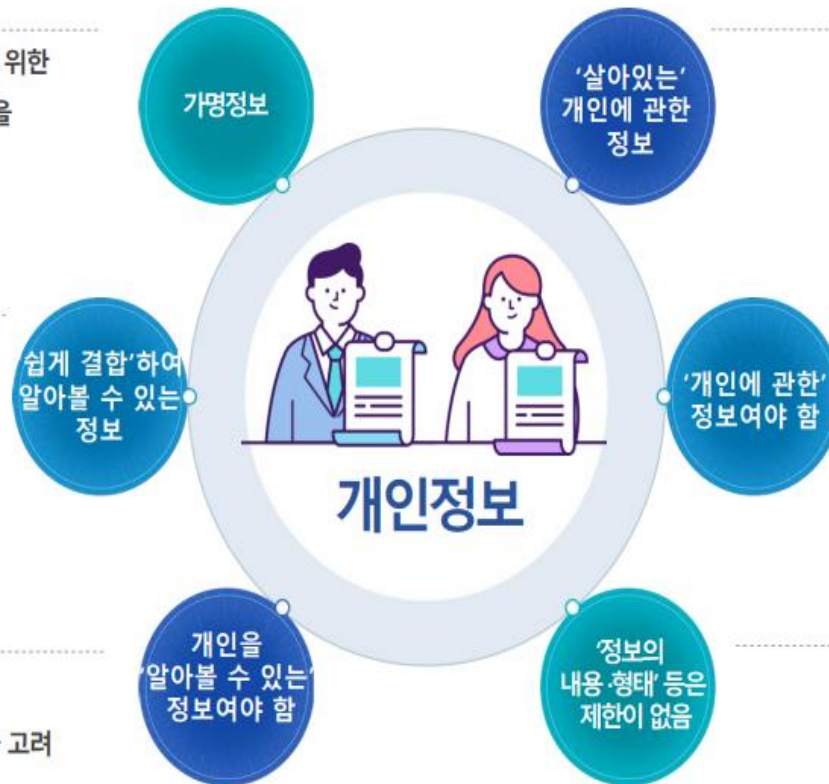 위한
을
가명정보
'살아있는'
개인에 관한
정보
쉽게 결합'하여
알아볼 수 있는
정보
'개인에 관한'
정보여야 함
개인정보
개인을
'알아볼 수 있는'
정보여야 함
'정보의
내용·형태' 등은
제한이 없음
고려